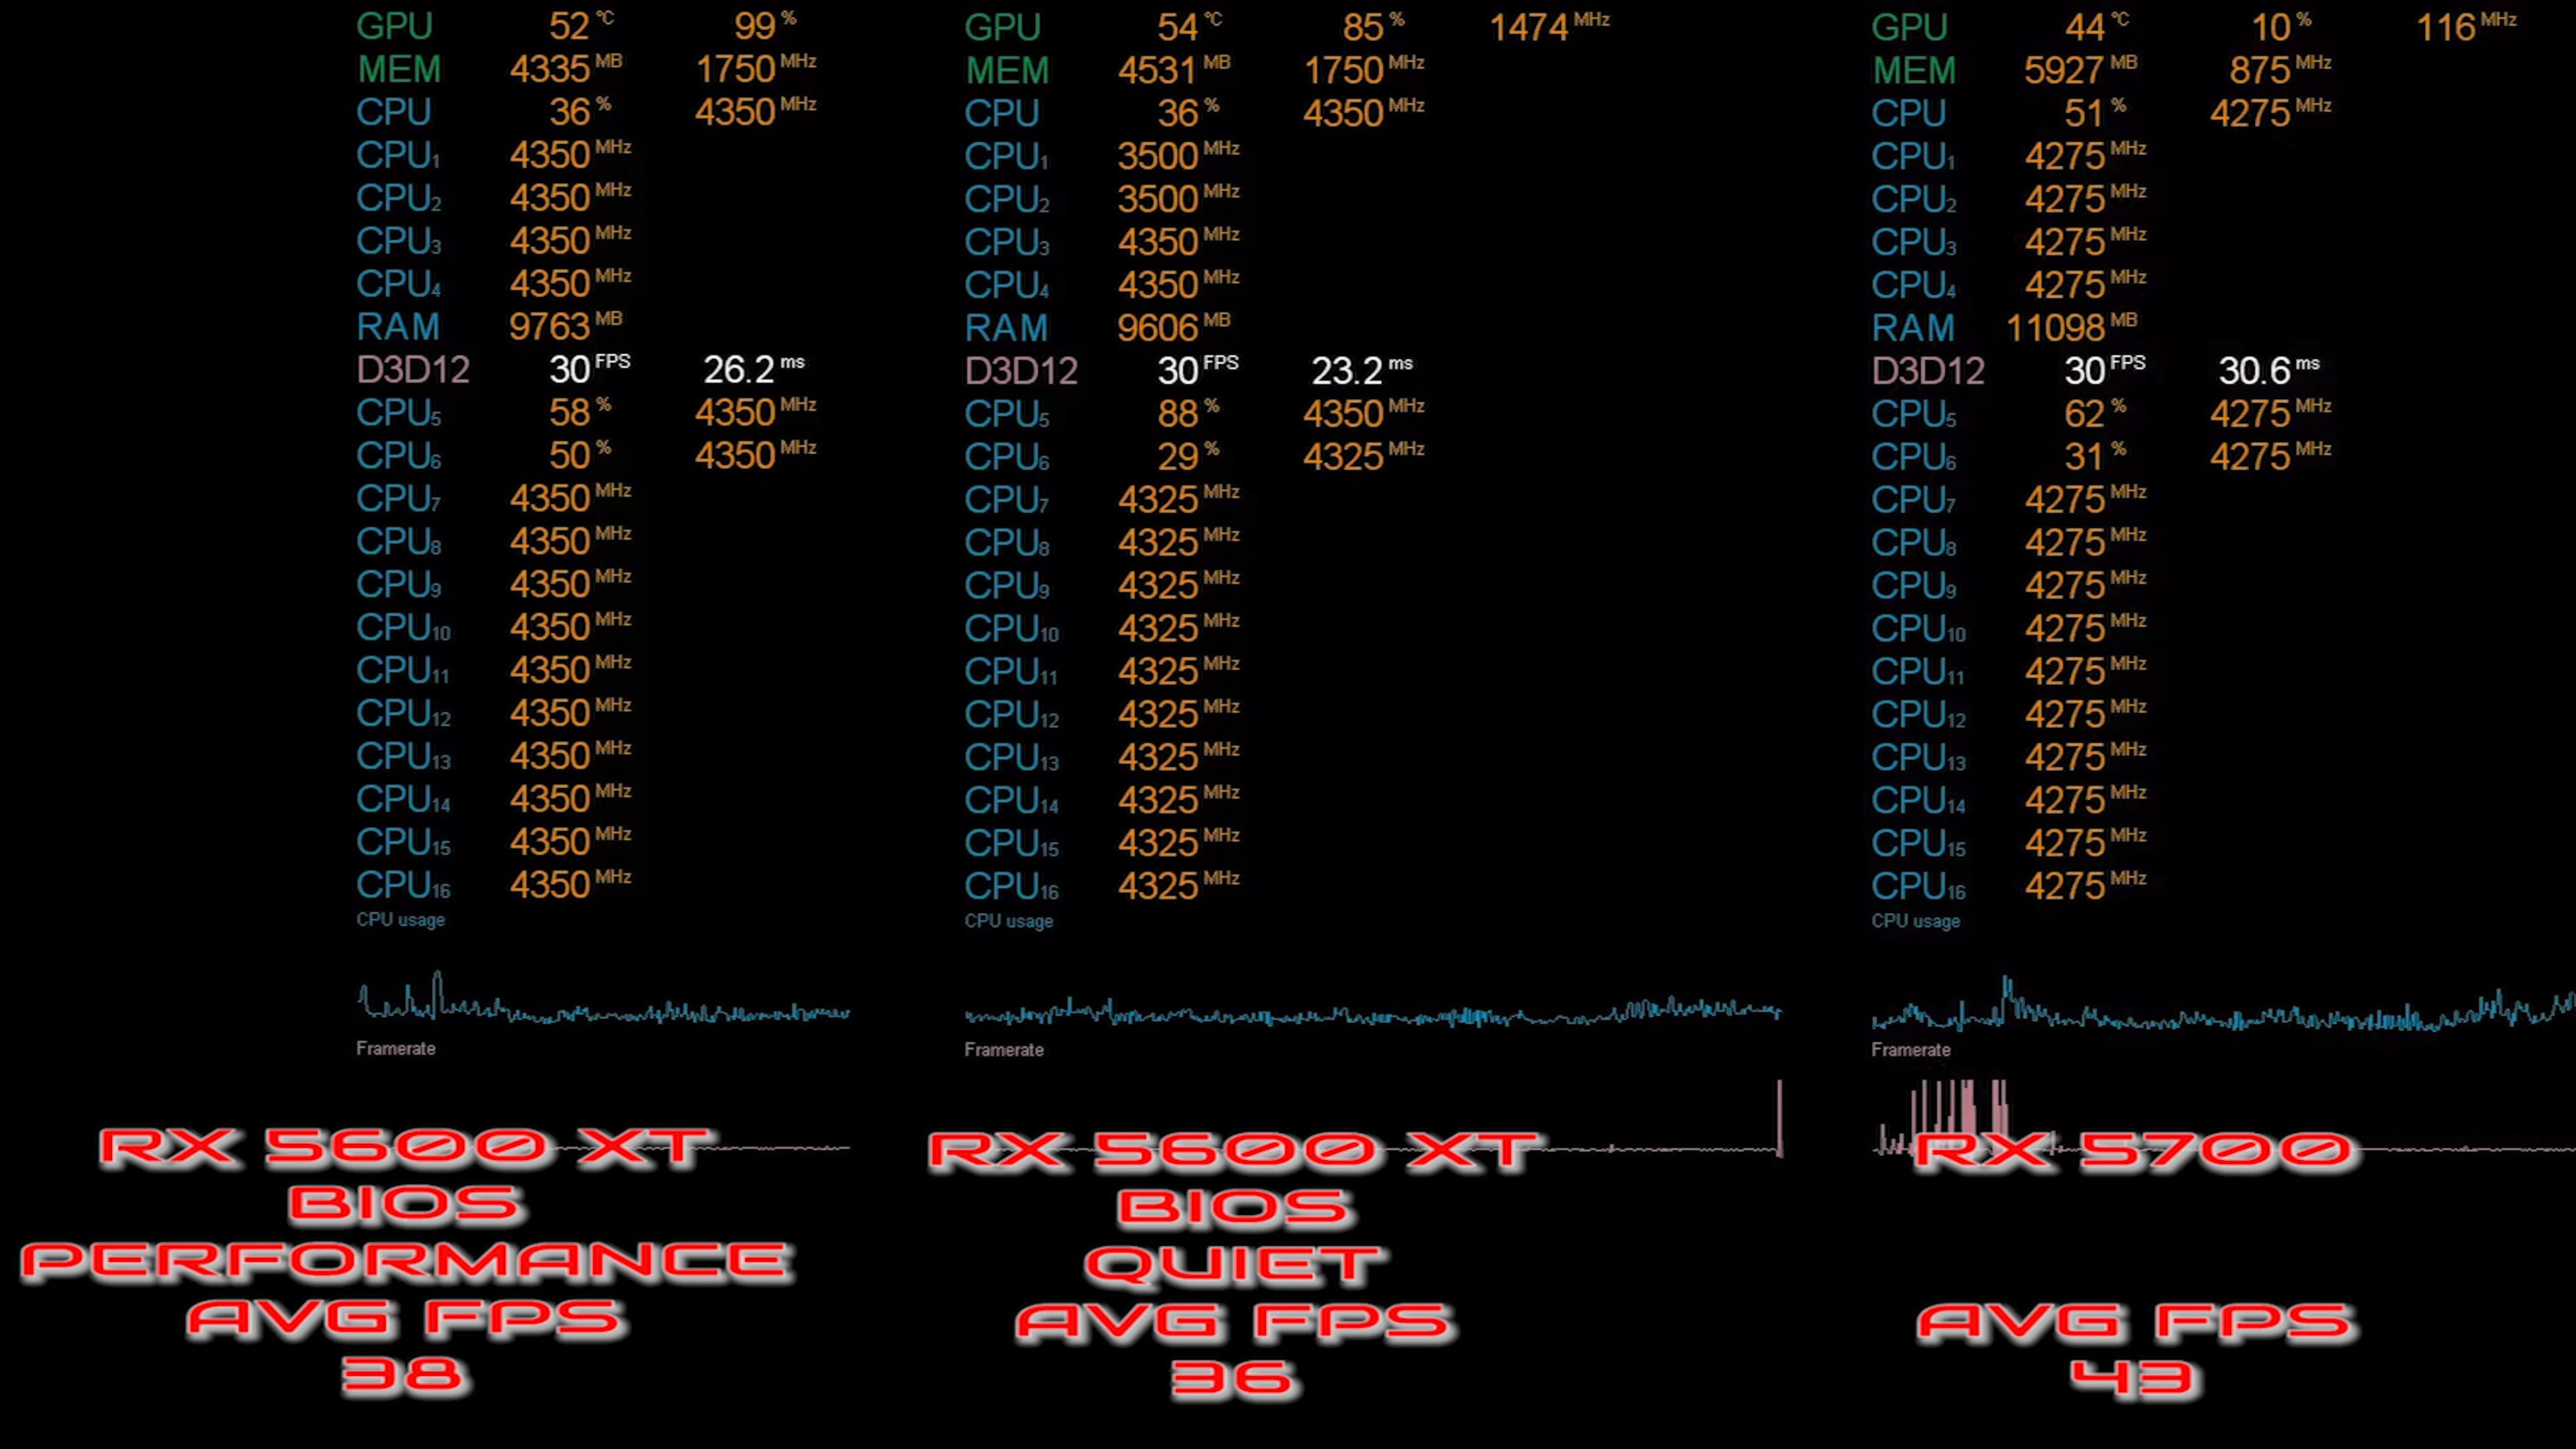 GPU 52 °C 99 % GPU 54 °C 85 % 1474 MHz GPU 44 °C 10 % 116 MHz
MEM 4335 MB 1750 MHz MEM 4531 MB 1750 MHz MEM 5927 MB 875 MHz
CPU 36 % 4350 MHz CPU 36 % 4350 MHz CPU 51 % 4275 MHz
CPU1 4350 MHz CPU1 3500 MHz CPU1 4275 MHz
CPU2 4350 MHz CPU2 3500 MHz CPU2 4275 MHz
CPU3 4350 MHz CPU3 4350 MHz CPU3 4275 MHz
CPU4 4350 MHz CPU4 4350 MHz CPU4 4275 MHz
RAM 9763 MB RAM 9606 MB RAM 11098 MB
D3D12 30 FPS 26.2 ms D3D12 30 FPS 23.2 ms D3D12 30 FPS 30.6 ms
CPU5 58 % 4350 MHz CPU5 88 % 4350 MHz CPU5 62 % 4275 MHz
CPU6 50 % 4350 MHz CPU6 29 % 4325 MHz CPU6 31 % 4275 MHz
CPU7 4350 MHz CPU7 4325 MHz CPU7 4275 MHz
CPU8 4350 MHz CPU8 4325 MHz CPU8 4275 MHz
CPU9 4350 MHz CPU9 4325 MHz CPU9 4275 MHz
CPU10 4350 MHz CPU10 4325 MHz CPU10 4275 MHz
CPU11 4350 MHz CPU11 4325 MHz CPU11 4275 MHz
CPU12 4350 MHz CPU12 4325 MHz CPU12 4275 MHz
CPU13 4350 MHz CPU13 4325 MHz CPU13 4275 MHz
CPU14 4350 MHz CPU14 4325 MHz CPU14 4275 MHz
CPU15 4350 MHz CPU15 4325 MHz CPU15 4275 MHz
CPU16 4350 MHz CPU16 4325 MHz CPU16 4275 MHz
CPU usage CPU usage CPU usage
Framerate Framerate Framerate
RX 5600 XT RX 5600 XT RX 5700
BIOS BIOS
PERFORMANCE QUIET
AVG FPS AVG FPS AVG FPS
38 36 43